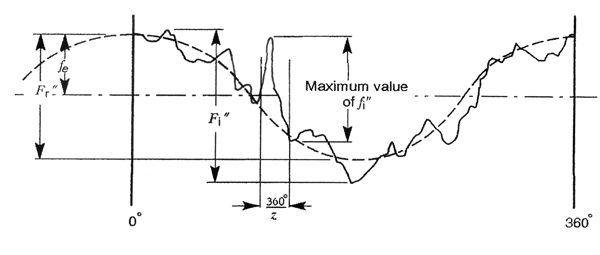 fe
Fr″
Fi″
Maximum value
of fi″
360°
z
0°
360°